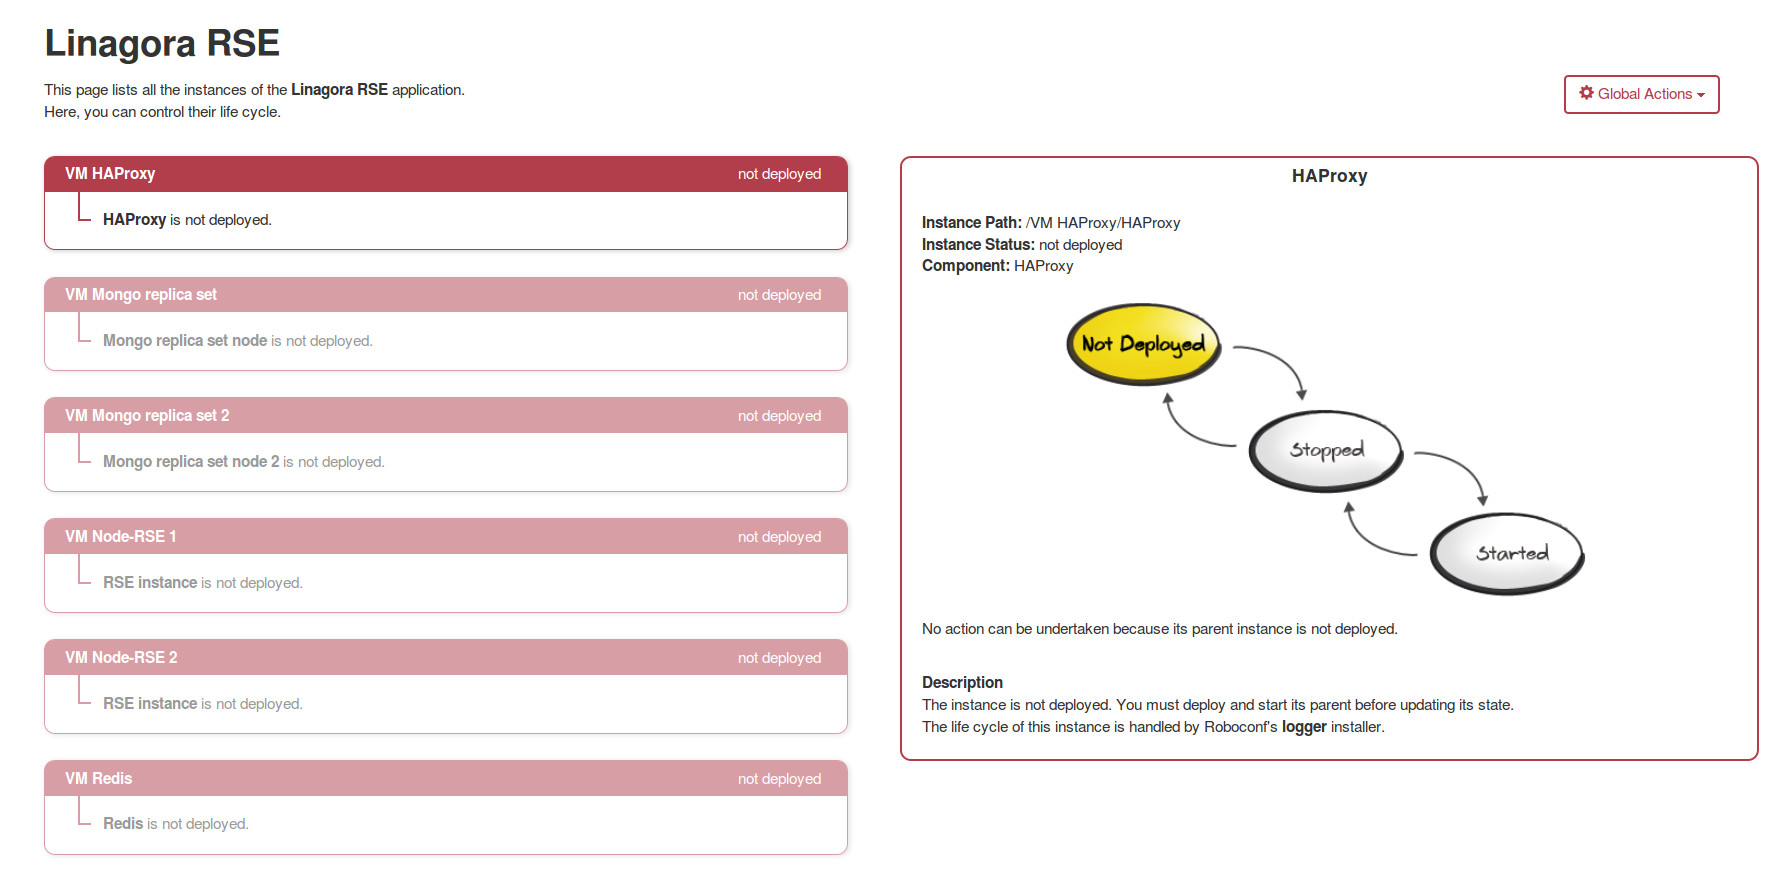 Linagora RSE
This page lists all the instances of the Linagora RSE application.
Here, you can control their life cycle.
Global Actions
VM HAProxy not deployed
HAProxy is not deployed.
VM Mongo replica set not deployed
Mongo replica set node is not deployed.
VM Mongo replica set 2 not deployed
Mongo replica set node 2 is not deployed.
VM Node-RSE 1 not deployed
RSE instance is not deployed.
VM Node-RSE 2 not deployed
RSE instance is not deployed.
VM Redis not deployed
Redis is not deployed.
HAProxy
Instance Path: /VM HAProxy/HAProxy
Instance Status: not deployed
Component: HAProxy
Not Deployed
Stopped
Started
No action can be undertaken because its parent instance is not deployed.
Description
The instance is not deployed. You must deploy and start its parent before updating its state.
The life cycle of this instance is handled by Roboconf's logger installer.